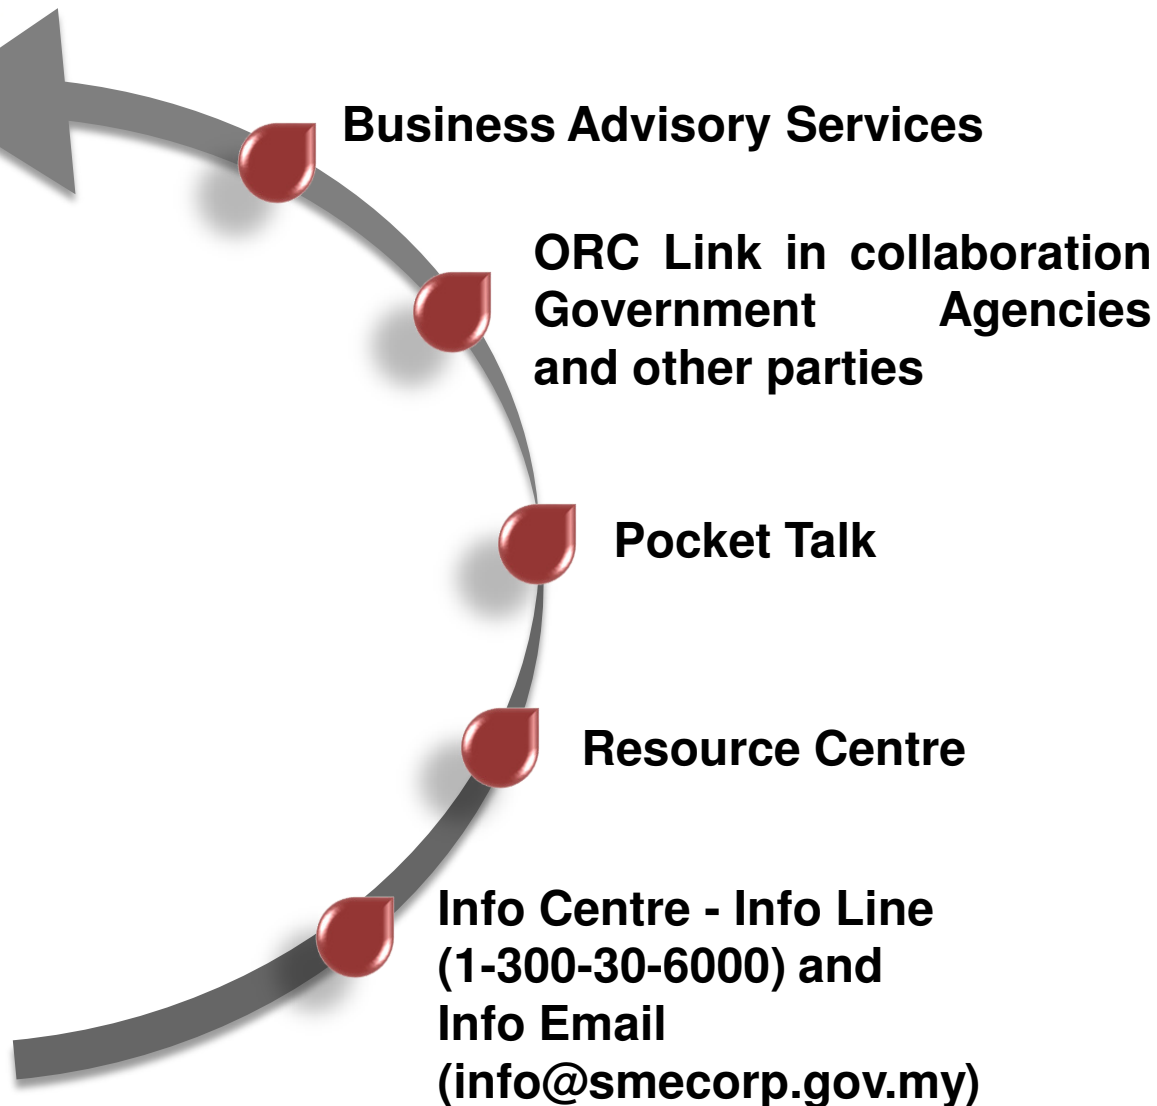 Business Advisory Services
ORC Link in collaboration
Government Agencies
and other parties
Pocket Talk
Resource Centre
Info Centre - Info Line
(1-300-30-6000) and
Info Email
(info@smecorp.gov.my)